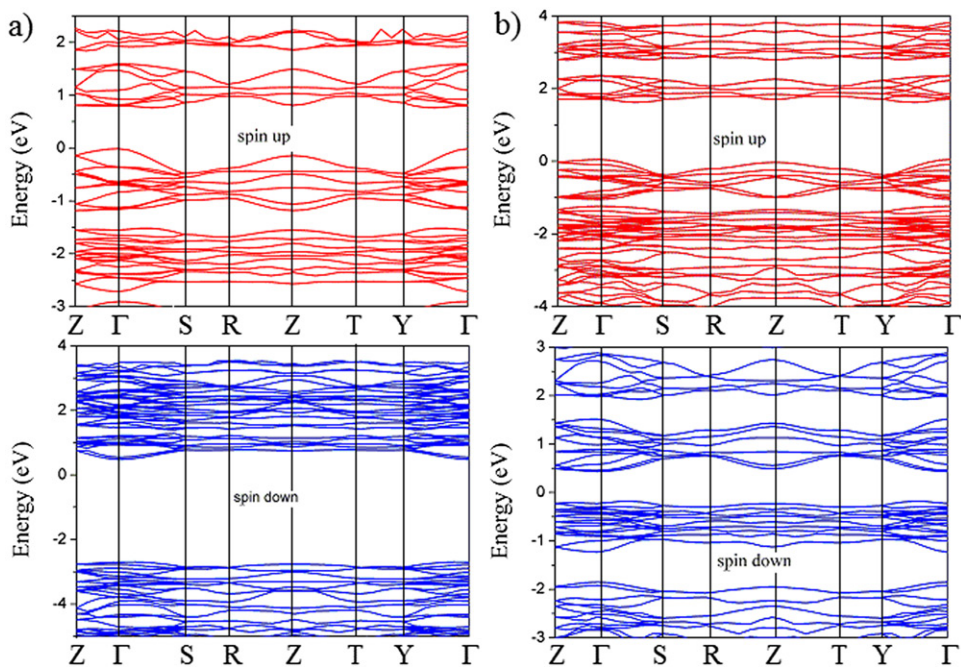 a)
Energy (eV)
2
1
0
-1
-2
-3
spin up
Z Γ S R Z T Y Γ
b)
Energy (eV)
4
2
0
-2
-4
spin up
Z Γ S R Z T Y Γ
Energy (eV)
4
2
0
-2
-4
spin down
Z Γ S R Z T Y Γ
Energy (eV)
3
2
1
0
-1
-2
-3
spin down
Z Γ S R Z T Y Γ